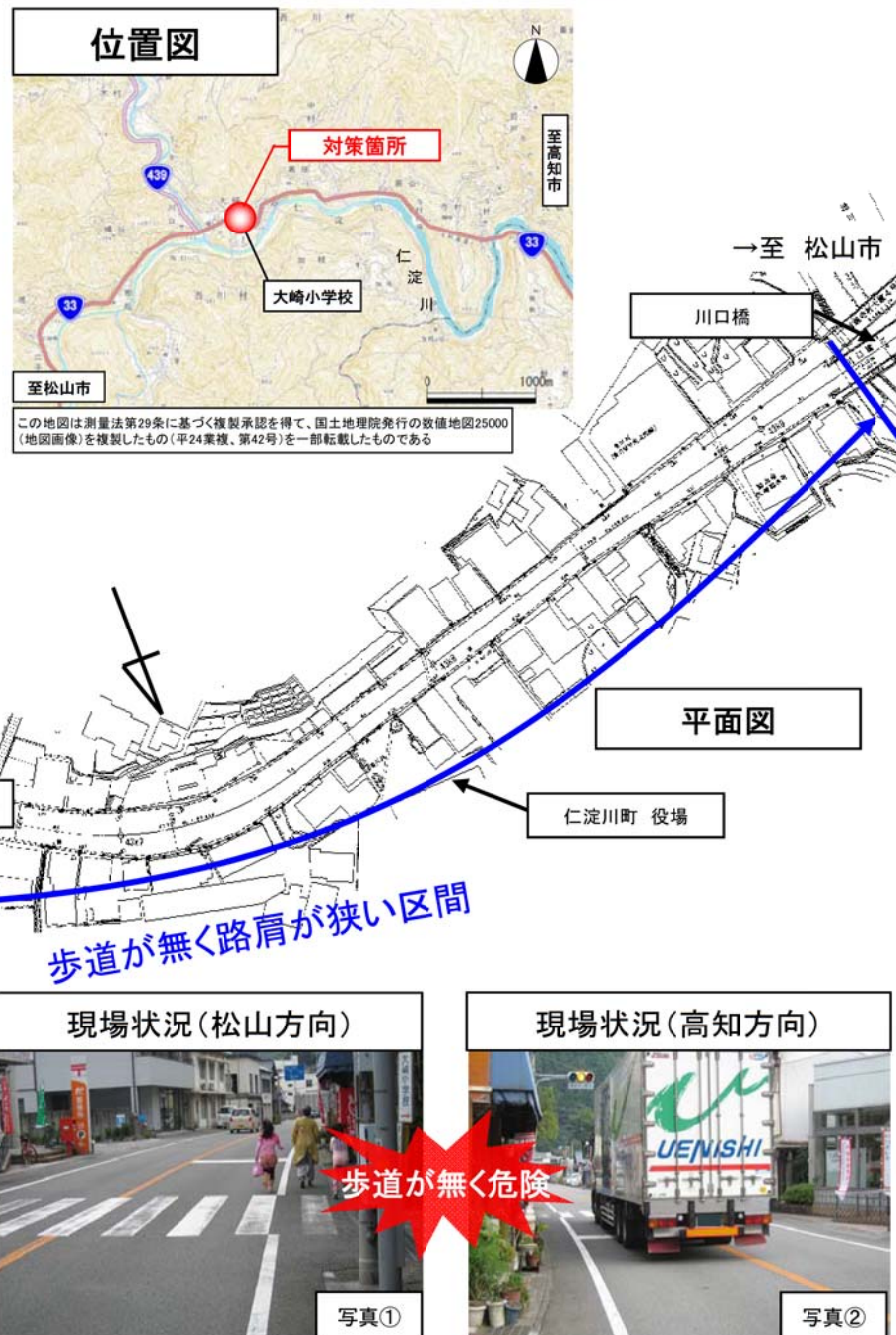 位置図
N
対策箇所
至高知市
439
33
仁淀川
大崎小学校
33
至松山市
0 1000m
この地図は測量法第29条に基づく複製承認を得て、国土地理院発行の数値地図25000
(地図画像)を複製したもの(平24業複、第42号)を一部転載したものである
→至 松山市
川口橋
平面図
仁淀川町 役場
歩道が無く路肩が狭い区間
現場状況(松山方向)
現場状況(高知方向)
UENISHI
歩道が無く危険
写真①
写真②